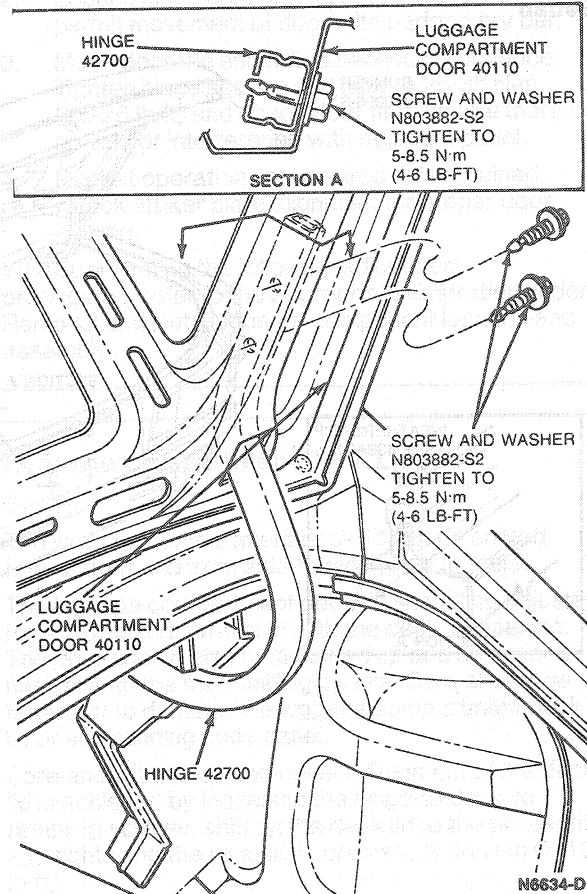 HINGE
42700
LUGGAGE
COMPARTMENT
DOOR 40110
SCREW AND WASHER
N803882-S2
TIGHTEN TO
5-8.5 N·m
(4-6 LB-FT)
SECTION A
SCREW AND WASHER
N803882-S2
TIGHTEN TO
5-8.5 N·m
(4-6 LB-FT)
LUGGAGE
COMPARTMENT
DOOR 40110
HINGE 42700
N6634-D